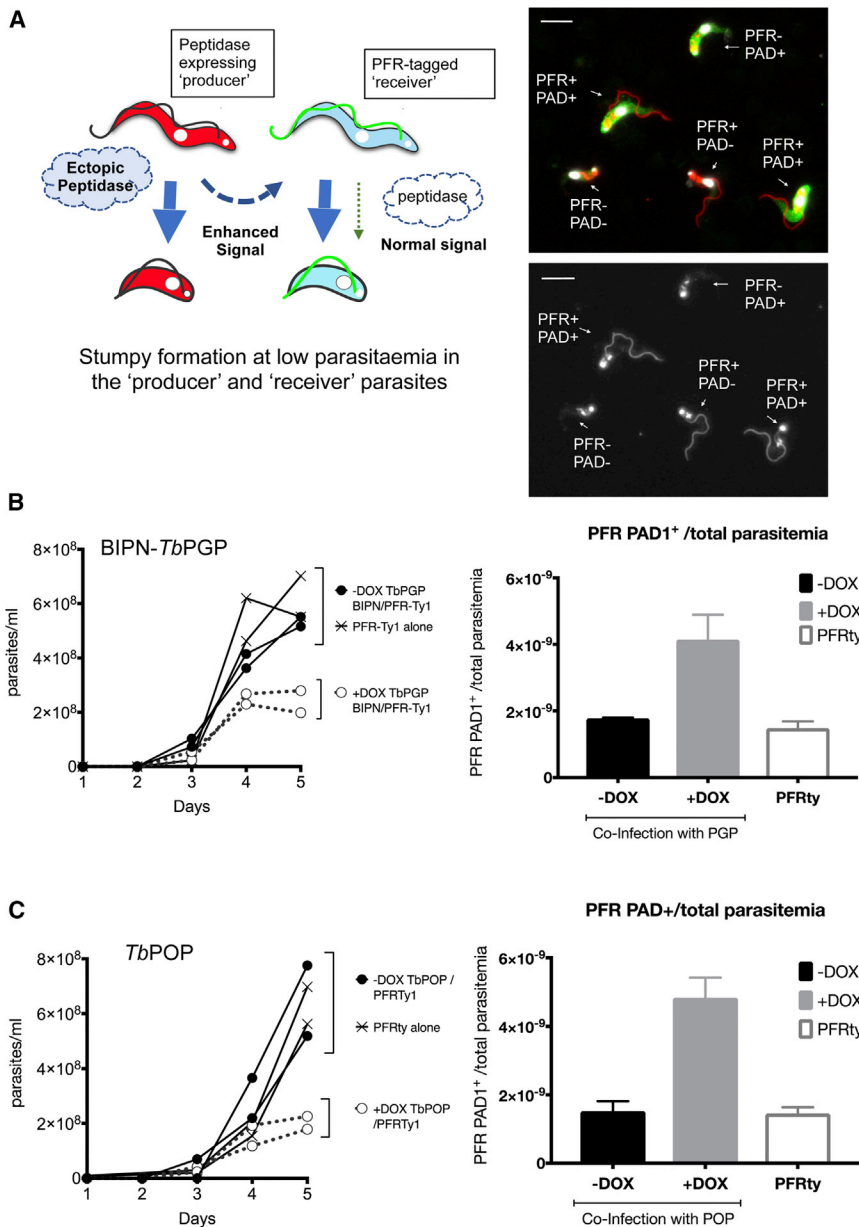 A
Peptidase
expressing
'producer'
PFR-tagged
'receiver'
Ectopic
Peptidase
peptidase
Enhanced
Signal
Normal signal
Stumpy formation at low parasitaemia in
the 'producer' and 'receiver' parasites
PFR-
PAD+
PFR+
PAD+
PFR+
PAD-
PFR+
PAD+
PFR-
PAD-
PFR-
PAD+
PFR+
PAD+
PFR+
PAD-
PFR+
PAD+
PFR-
PAD-
B
BIPN-TbPGP
parasites/ml
8×10⁸
6×10⁸
4×10⁸
2×10⁸
0
1 2 3 4 5
Days
-DOX TbPGP
BIPN/PFR-Ty1
PFR-Ty1 alone
+DOX TbPGP
BIPN/PFR-Ty1
PFR PAD1⁺ /total parasitemia
PFR PAD1⁺ /total parasitemia
6×10⁻⁹
4×10⁻⁹
2×10⁻⁹
0
-DOX
+DOX
PFRty
-DOX +DOX PFRty
Co-Infection with PGP
C
TbPOP
parasites/ml
8×10⁸
6×10⁸
4×10⁸
2×10⁸
0
1 2 3 4 5
Days
-DOX TbPOP /
PFRTy1
PFRty alone
+DOX TbPOP
/PFRTy1
PFR PAD+/total parasitemia
PFR PAD1⁺ /total parasitemia
6×10⁻⁹
4×10⁻⁹
2×10⁻⁹
0
-DOX
+DOX
PFRty
-DOX +DOX PFRty
Co-Infection with POP